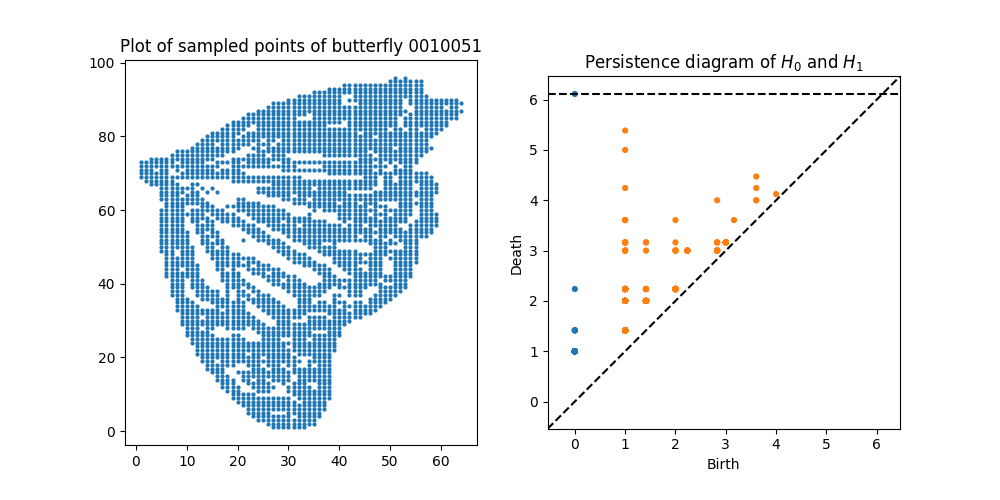 Plot of sampled points of butterfly 0010051
100
80
60
40
20
0
0 10 20 30 40 50 60
Persistence diagram of $H_0$ and $H_1$
Death
6
5
4
3
2
1
0
0 1 2 3 4 5 6
Birth